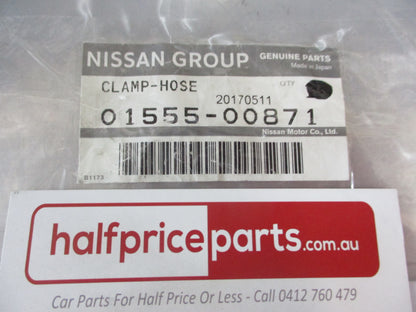 NISSAN GROUP GENUINE PARTS
Made in Japan
CLAMP-HOSE QTY
20170511
01555-00871
Nissan Motor Co., Ltd.
B1173
halfpriceparts.com.au
Car Parts For Half Price Or Less - Call 0412 760 479